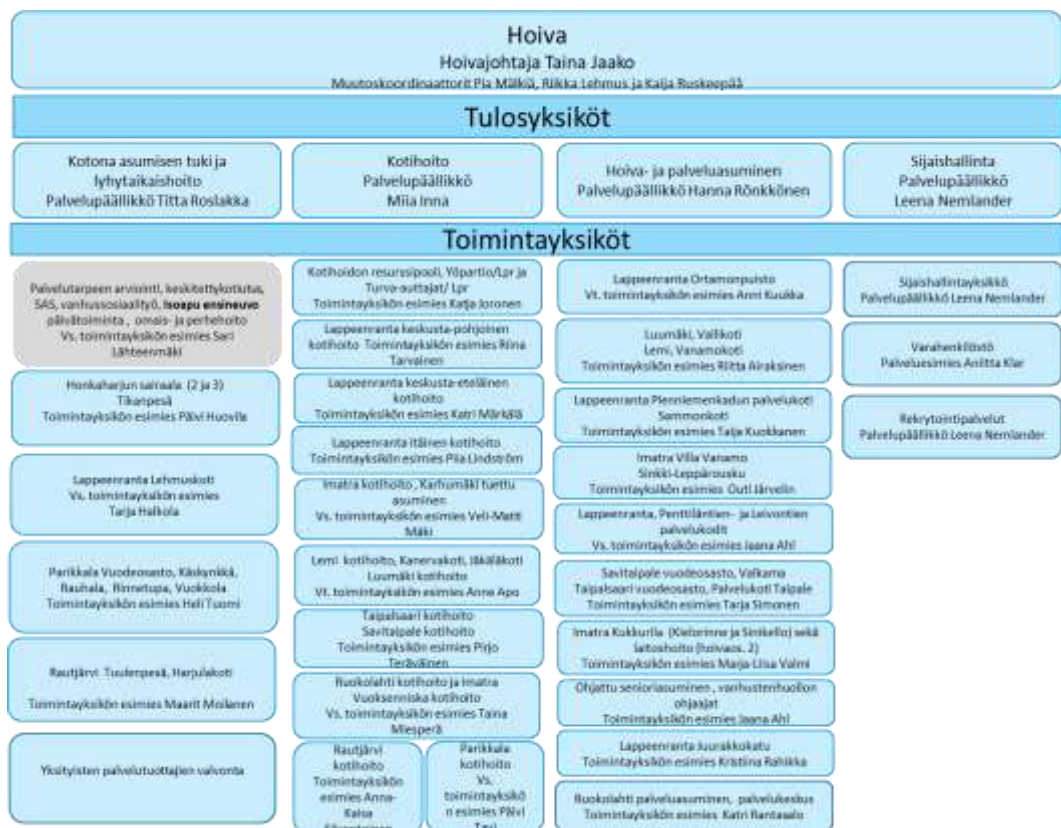 Hoiva
Hoivajohtaja Taina Jaako
Muutoskoordinaattorit Pia Mälkiä, Riikka Lehmus ja Kaija Ruskeepää
Tulosyksiköt
Kotona asumisen tuki ja
lyhytaikaishoito
Palvelupäällikkö Titta Roslakka
Kotihoito
Palvelupäällikkö
Miia Inna
Hoiva- ja palveluasuminen
Palvelupäällikkö Hanna Rönkkönen
Sijaishallinta
Palvelupäällikkö
Leena Nemlander
Toimintayksiköt
Palvelutarpeen arviointi, keskitettykotiutus,
SAS, vanhussosiaalityö, Isoapu ensineuvo
päivätoiminta , omais- ja perhehoito
Vs. toimintayksikön esimies Sari
Lähteenmäki
Honkaharjun sairaala (2 ja 3)
Tikanpesä
Toimintayksikön esimies Päivi Huovila
Lappeenranta Lehmuskoti
Vs. toimintayksikön esimies
Tarja Halkola
Parikkala Vuodeosasto, Käskynkkä,
Rauhala, Rinnetupa, Vuokkola
Toimintayksikön esimies Heli Tuomi
Rautjärvi Tuulenpesä, Harjulakoti
Toimintayksikön esimies Maarit Moilanen
Yksityisten palvelutuottajien valvonta
Kotihoidon resurssipooli, Yöpartio/Lpr ja
Turva-auttajat/ Lpr
Toimintayksikön esimies Katja Joronen
Lappeenranta keskusta-pohjoinen
kotihoito Toimintayksikön esimies Riina
Tarvainen
Lappeenranta keskusta-eteläinen
kotihoito
Toimintayksikön esimies Katri Märkälä
Lappeenranta itäinen kotihoito
Toimintayksikön esimies Piia Lindström
Imatra kotihoito , Karhumäki tuettu
asuminen
Vs. toimintayksikön esimies Veli-Matti
Mäki
Lemi kotihoito, Kanervakoti, Jäkäläkoti
Luumäki kotihoito
Vt. toimintayksikön esimies Anne Apo
Taipalsaari kotihoito
Savitaipale kotihoito
Toimintayksikön esimies Pirjo
Teräväinen
Ruokolahti kotihoito ja Imatra
Vuoksenniska kotihoito
Vs. toimintayksikön esimies Taina
Miesperä
Rautjärvi
kotihoito
Toimintayksikön
esimies Anna-
Kaisa
Parikkala
kotihoito
Vs.
toimintayksikö
n esimies Päivi
Lappeenranta Ortamonpuisto
Vt. toimintayksikön esimies Anni Kuukka
Luumäki, Vallikoti
Lemi, Vanamokoti
Toimintayksikön esimies Riitta Airaksinen
Lappeenranta Pienniemenkadun palvelukoti
Sammonkoti
Toimintayksikön esimies Taija Kuokkanen
Imatra Villa Vanamo
Sinkki-Leppärousku
Toimintayksikön esimies Outi Järvelin
Lappeenranta, Penttiläntien- ja Leivontien
palvelukodit
Vs. toimintayksikön esimies Jaana Ahl
Savitaipale vuodeosasto, Valkama
Taipalsaari vuodeosasto, Palvelukoti Taipale
Toimintayksikön esimies Tarja Simonen
Imatra Kukkurila (Kielorinne ja Sinikello) sekä
laitoshoito (hoivaos. 2)
Toimintayksikön esimies Marja-Liisa Valmi
Ohjattu senioriasuminen , vanhustenhuollon
ohjaajat
Toimintayksikön esimies Jaana Ahl
Lappeenranta Juurakkokatu
Toimintayksikön esimies Kristiina Rahikka
Ruokolahti palveluasuminen, palvelukeskus
Toimintayksikön esimies Katri Rantasalo
Sijaishallintayksikkö
Palvelupäällikkö Leena Nemlander
Varahenkilöstö
Palveluesimies Aniitta Klar
Rekrytointipalvelut
Palvelupäällikkö Leena Nemlander